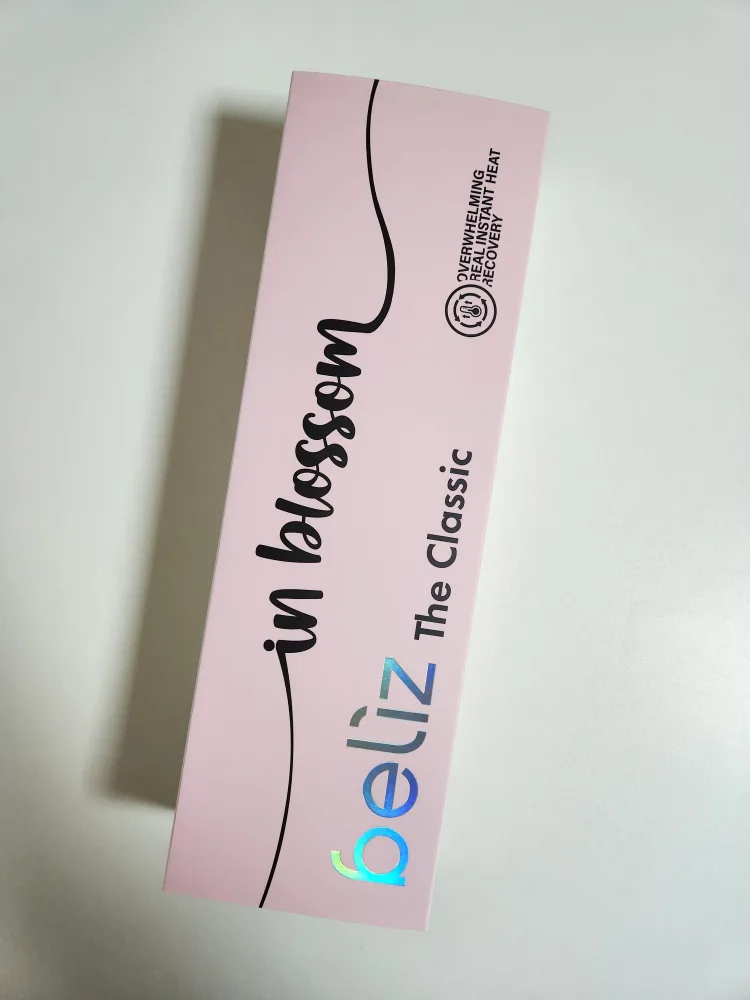 in blossom
beliz The Classic
OVERWHELMING
REAL INSTANT HEAT
RECOVERY